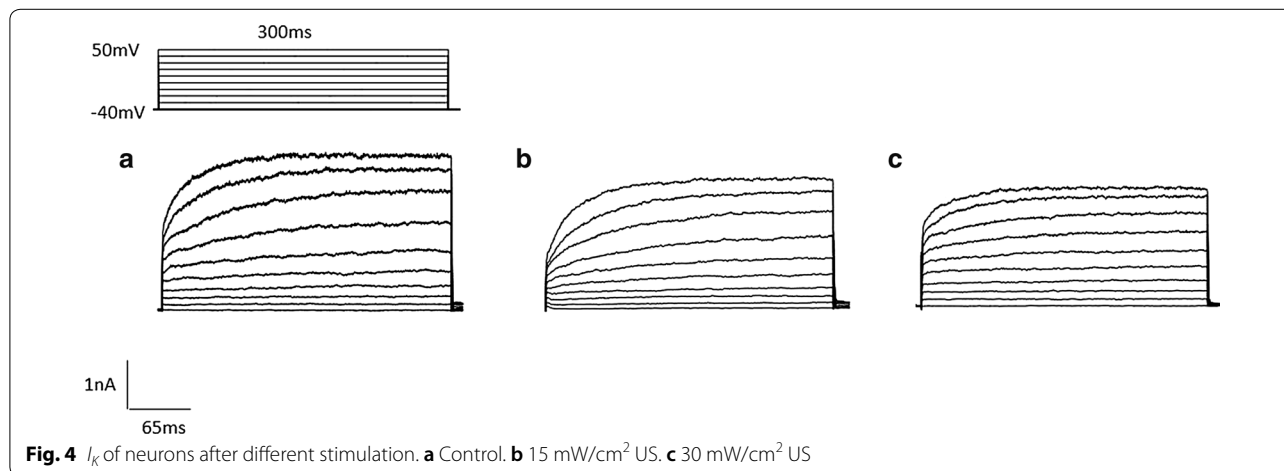 300ms
50mV
-40mV
a
b
c
1nA
65ms
Fig. 4 I_K of neurons after different stimulation. a Control. b 15 mW/cm² US. c 30 mW/cm² US